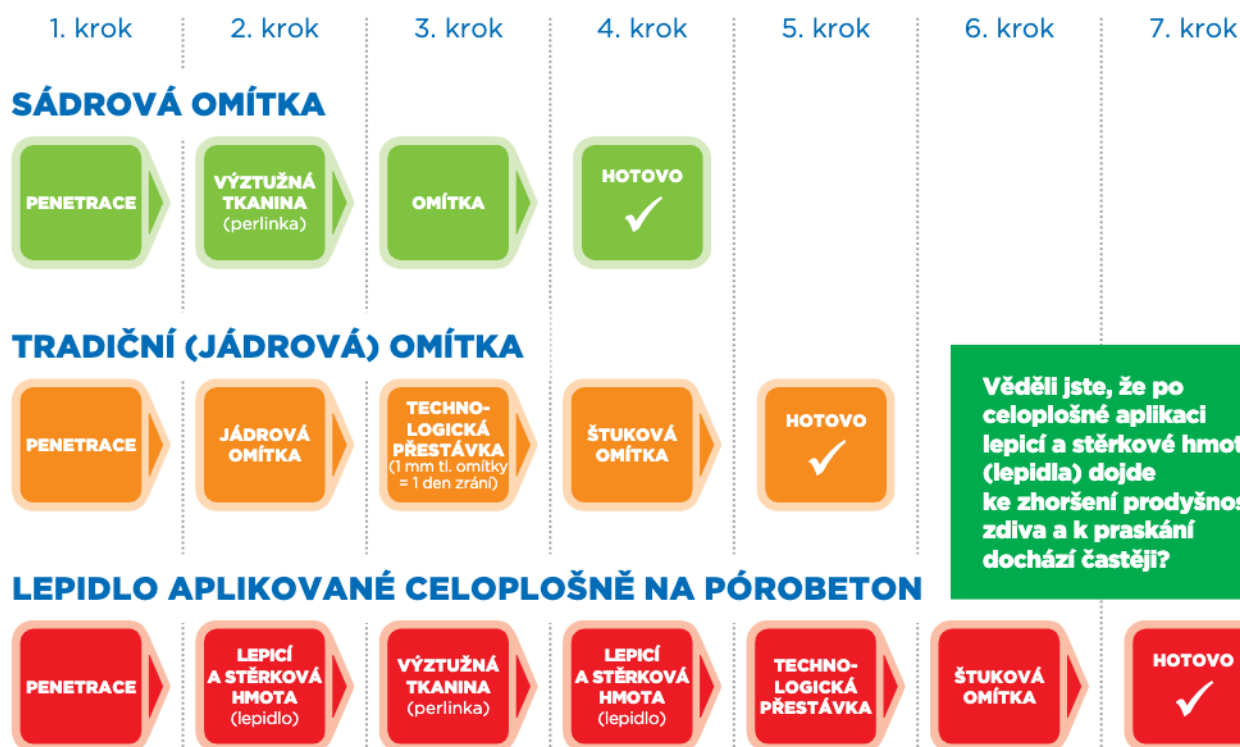 1. krok
2. krok
3. krok
4. krok
5. krok
6. krok
7. krok
SÁDROVÁ OMÍTKA
PENETRACE
VÝZTUŽNÁ
TKANINA
(perlinka)
OMÍTKA
HOTOVO
TRADIČNÍ (JÁDROVÁ) OMÍTKA
PENETRACE
JÁDROVÁ
OMÍTKA
TECHNO-
LOGICKÁ
PŘESTÁVKA
(1 mm tl. omítky
= 1 den zrání)
ŠTUKOVÁ
OMÍTKA
HOTOVO
Věděli jste, že po
celoplošné aplikaci
lepicí a stěrkové
(lepidla) dojde
ke zhoršení
zdiva a k praskání
dochází častěji?
LEPIDLO APLIKOVANÉ CELOPLOŠNĚ NA PÓROBETON
PENETRACE
LEPICÍ
A STĚRKOVÁ
HMOTA
(lepidlo)
VÝZTUŽNÁ
TKANINA
(perlinka)
LEPICÍ
A STĚRKOVÁ
HMOTA
(lepidlo)
TECHNO-
LOGICKÁ
PŘESTÁVKA
ŠTUKOVÁ
OMÍTKA
HOTOVO